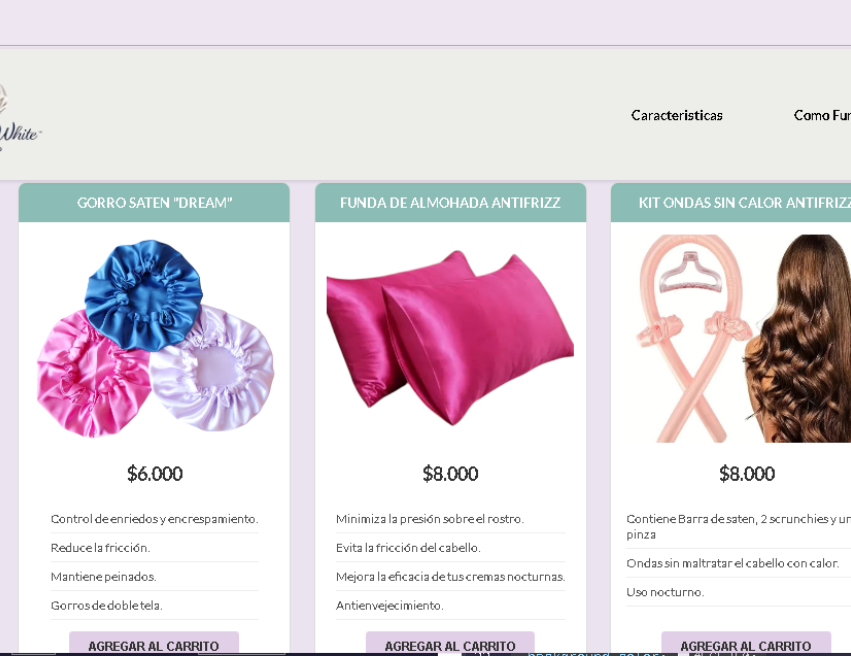 White
Caracteristicas
Como Fu
GORRO SATEN "DREAM"
FUNDA DE ALMOHADA ANTIFRIZZ
KIT ONDAS SIN CALOR ANTIFRIZZ
$6.000
$8.000
$8.000
Control de enriedos y encrespamiento.
Reduce la fricción.
Mantiene peinados.
Gorros de doble tela.
Minimiza la presión sobre el rostro.
Evita la fricción del cabello.
Mejora la eficacia de tus cremas nocturnas.
Antienvejecimiento.
Contiene Barra de saten, 2 scrunchies y un
pinza
Ondas sin maltratar el cabello con calor.
Uso nocturno.
AGREGAR AL CARRITO
AGREGAR AL CARRITO
AGREGAR AL CARRITO